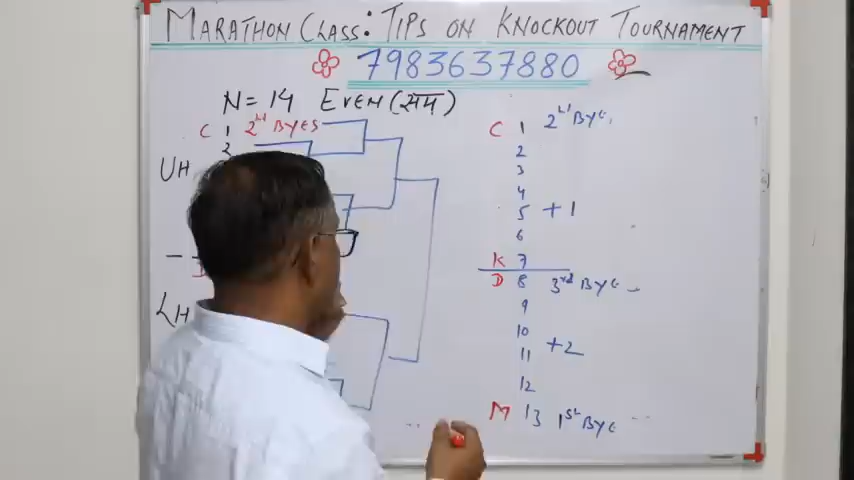 MARATHON CLASS: TIPS ON KNOCKOUT TOURNAMENT
7983637880
N = 14 EVEN (सम)
C 1 2nd BYES
2
UH
LH
C 1 2nd BYE
2
3
4
5 +1
6
K 7
D 8 3rd BYE
9
10
11 +2
12
M 13 1st BYE